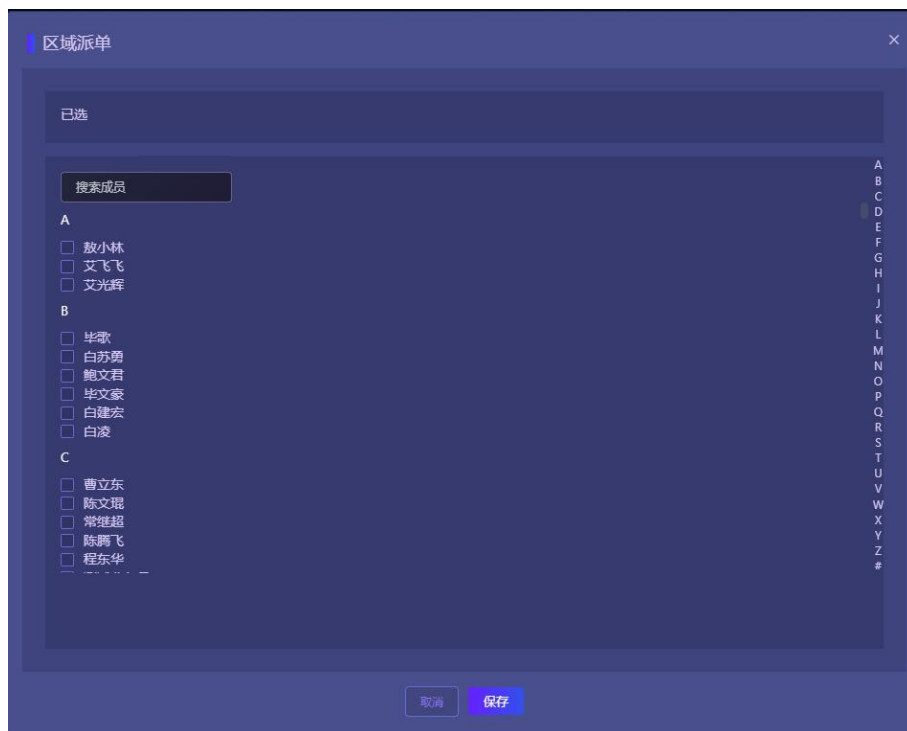 区域派单
×
已选
搜索成员
A
敖小林
艾飞飞
艾光辉
B
毕歌
白苏勇
鲍文君
毕文豪
白建宏
白凌
C
曹立东
陈文琨
常继超
陈腾飞
程东华
A
B
C
D
E
F
G
H
I
J
K
L
M
N
O
P
Q
R
S
T
U
V
W
X
Y
Z
#
取消
保存